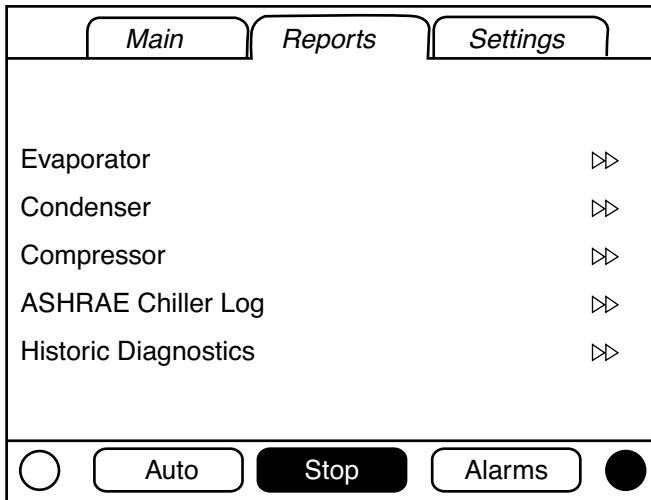 Main Reports Settings
Evaporator
Condenser
Compressor
ASHRAE Chiller Log
Historic Diagnostics
Auto Stop Alarms